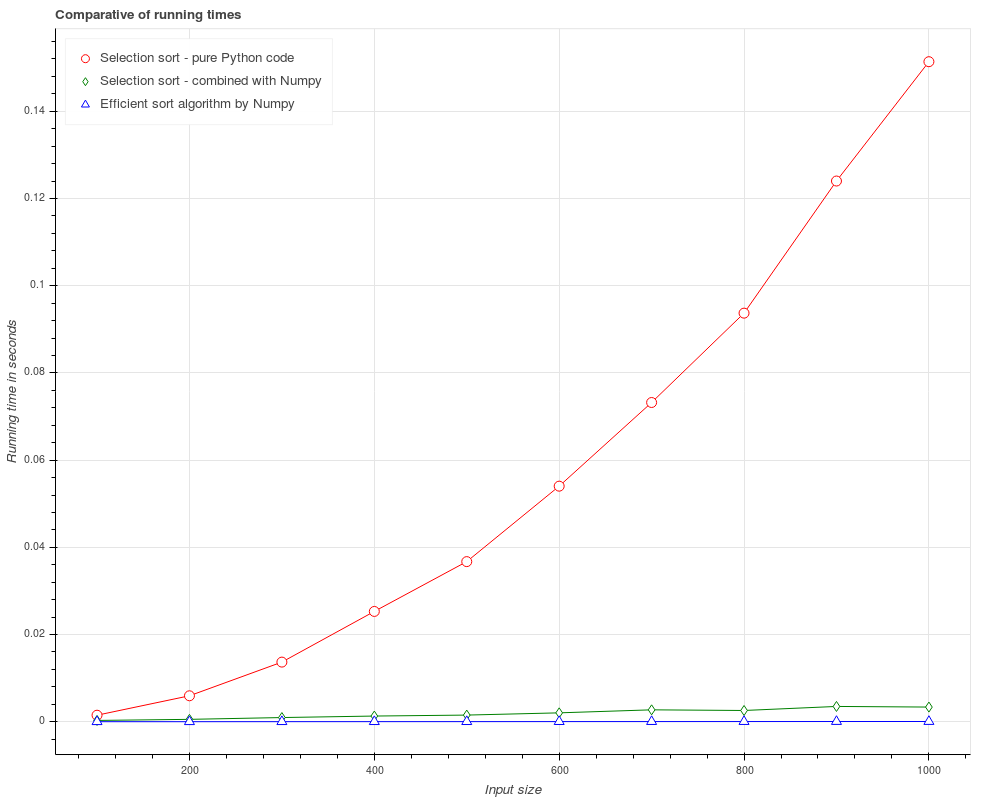 Comparative of running times
Selection sort - pure Python code
Selection sort - combined with Numpy
Efficient sort algorithm by Numpy
0.14
0.12
0.1
0.08
0.06
0.04
0.02
0
Running time in seconds
200 400 600 800 1000
Input size